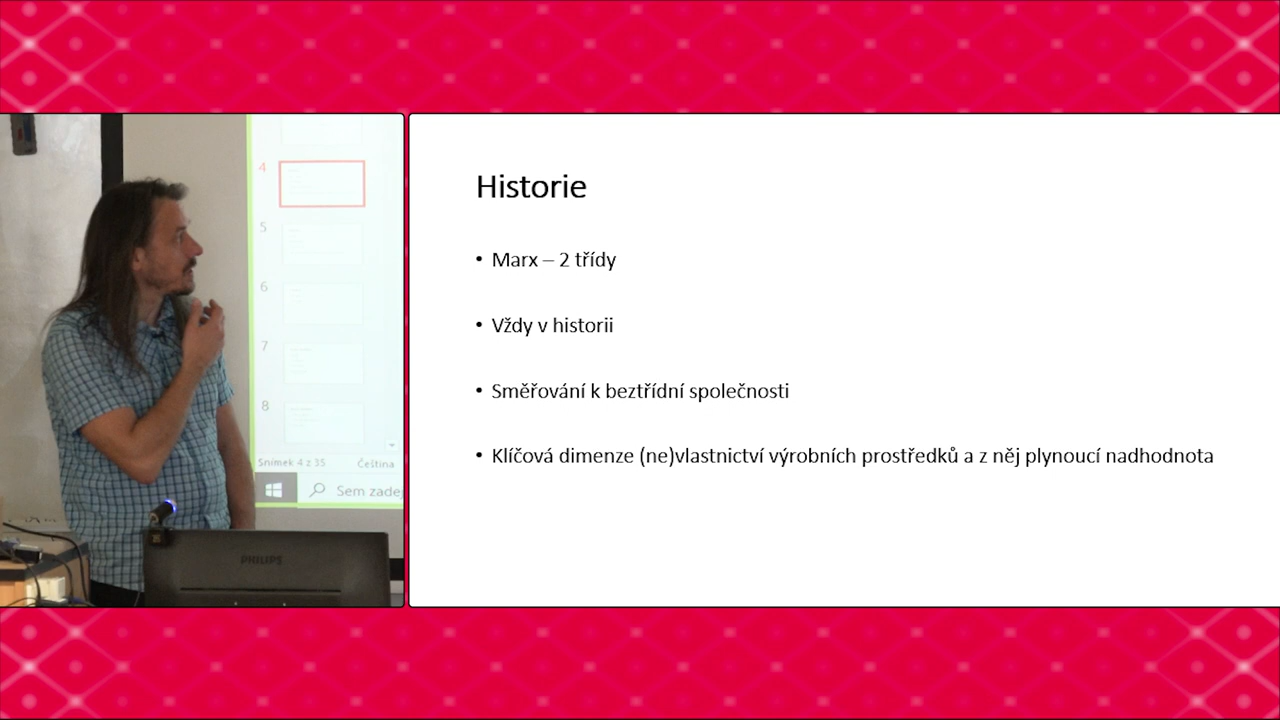 4
5
6
7
8
Snímek 4 z 35 Čeština
Sem zadej
PHILIPS
Historie
• Marx – 2 třídy
• Vždy v historii
• Směřování k beztřídní společnosti
• Klíčová dimenze (ne)vlastnictví výrobních prostředků a z něj plynoucí nadhodnota